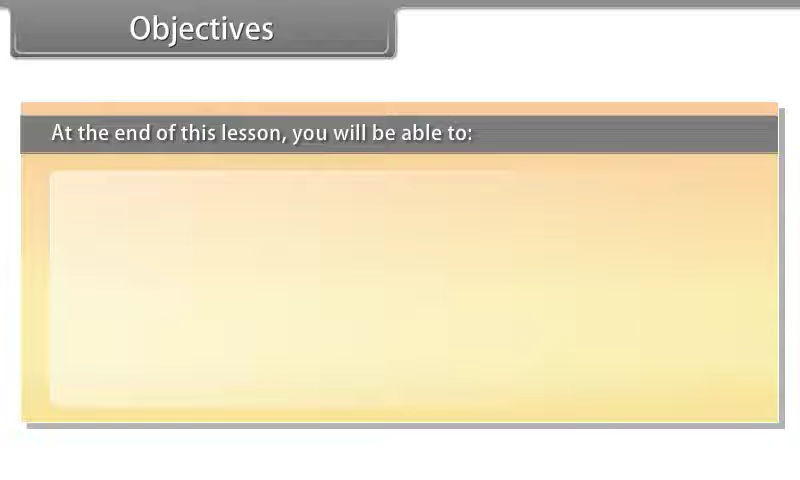 Objectives
At the end of this lesson, you will be able to: